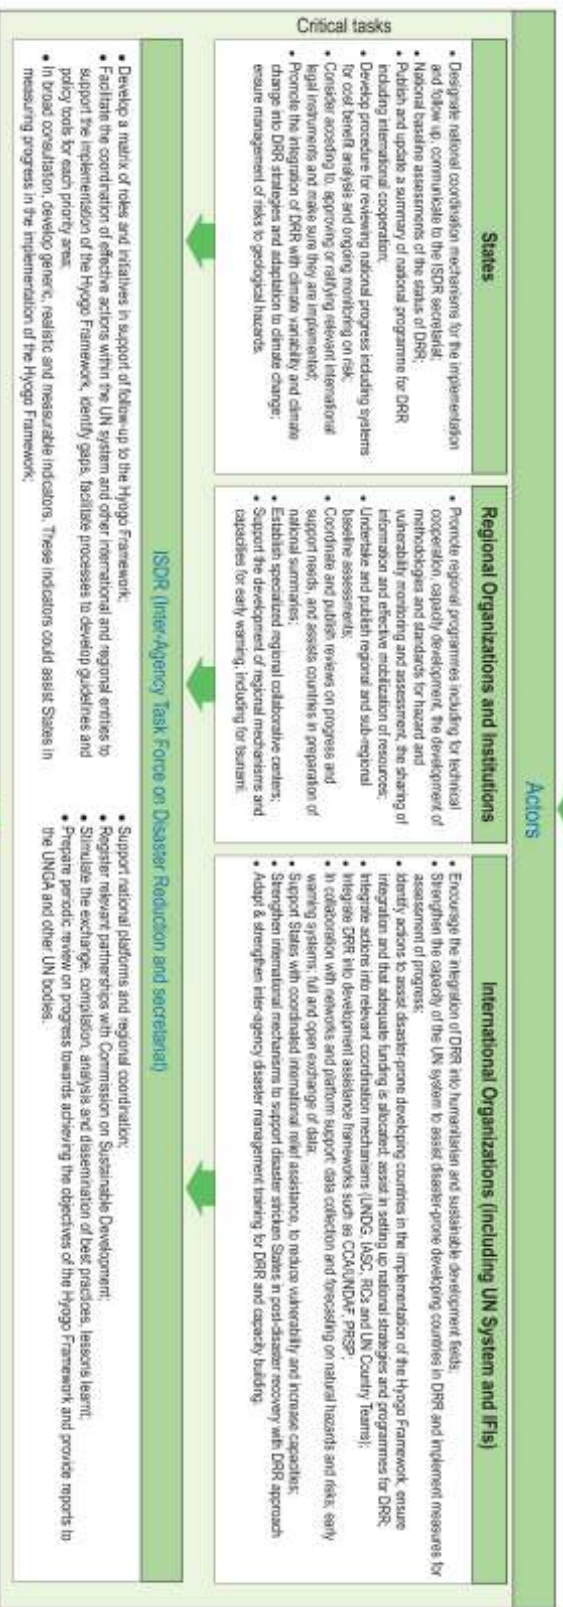 Actors
Critical tasks
States
• Designate national coordination mechanisms for the implementation
and follow up, communicate to the ISDR secretariat;
• National baseline assessments of the status of DRR;
• Publish and update a summary of national programme for DRR
including international cooperation;
• Develop procedure for reviewing national progress including systems
for cost benefit analysis and ongoing monitoring on risk;
• Consider acceding to, approving or ratifying relevant international
legal instruments and make sure they are implemented;
• Promote the integration of DRR with climate variability and climate
change into DRR strategies and adaptation to climate change;
ensure management of risks to geological hazards.
Regional Organizations and Institutions
• Promote regional programmes including for technical
cooperation, capacity development, the development of
methodologies and standards for hazard and
vulnerability monitoring and assessment, the sharing of
information and effective mobilization of resources;
• Undertake and publish regional and sub-regional
baseline assessments;
• Coordinate and publish reviews on progress and
support needs, and assists countries in preparation of
national summaries;
• Establish specialized regional collaborative centers;
• Support the development of regional mechanisms and
capacities for early warning, including for tsunami.
International Organizations (including UN System and IFIs)
• Encourage the integration of DRR into humanitarian and sustainable development fields;
• Strengthen the capacity of the UN system to assist disaster-prone developing countries in DRR and implement measures for
assessment of progress;
• Identify actions to assist disaster-prone developing countries in the implementation of the Hyogo Framework, ensure
integration and that adequate funding is allocated; assist in setting up national strategies and programmes for DRR;
• Integrate actions into relevant coordination mechanisms (UNDG, IASC, RCs and UN Country Teams);
• Integrate DRR into development assistance frameworks such as CCA/UNDAF, PRSP;
• In collaboration with networks and platform support: data collection and forecasting on natural hazards and risks; early
warning systems; full and open exchange of data;
• Support States with coordinated international relief assistance, to reduce vulnerability and increase capacities;
• Strengthen international mechanisms to support disaster stricken States in post-disaster recovery with DRR approach
• Adapt & strengthen inter-agency disaster management training for DRR and capacity building.
ISDR (Inter-Agency Task Force on Disaster Reduction and secretariat)
• Develop a matrix of roles and initiatives in support of follow-up to the Hyogo Framework;
• Facilitate the coordination of effective actions within the UN system and other international and regional entities to
support the implementation of the Hyogo Framework, identify gaps, facilitate processes to develop guidelines and
policy tools for each priority area;
• In broad consultation, develop generic, realistic and measurable indicators. These indicators could assist States in
measuring progress in the implementation of the Hyogo Framework;
• Support national platforms and regional coordination;
• Register relevant partnerships with Commission on Sustainable Development;
• Stimulate the exchange, compilation, analysis and dissemination of best practices, lessons learnt;
• Prepare periodic review on progress towards achieving the objectives of the Hyogo Framework and provide reports to
the UNGA and other UN bodies.